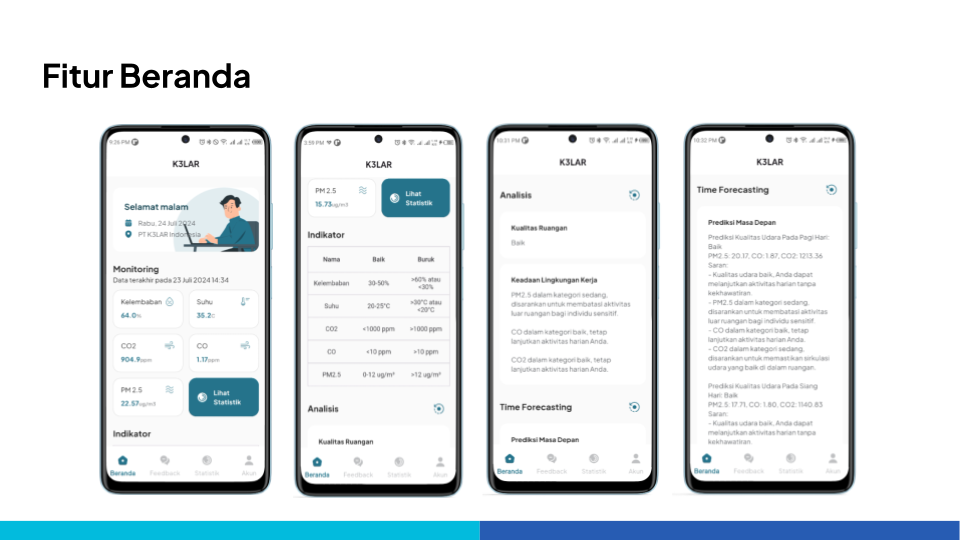 Fitur Beranda
9:26 PM
K3LAR
Selamat malam
Rabu, 24 Juli 2024
PT K3LAR Indonesia
Monitoring
Data terakhir pada 23 Juli 2024 14:34
Kelembaban
64.0%
Suhu
35.2c
CO2
904.9ppm
CO
1.17ppm
PM 2.5
22.57ug/m3
Lihat
Statistik
Indikator
Beranda Feedback Statistik Akun
3:59 PM
K3LAR
PM 2.5
15.73ug/m3
Lihat
Statistik
Indikator
Nama Baik Buruk
Kelembaban 30-50% >60% atau
<30%
Suhu 20-25°C <30°C atau
<20°C
CO2 <1000 ppm >1000 ppm
CO <10 ppm >10 ppm
PM2.5 0-12 ug/m³ >12 ug/m³
Analisis
Kualitas Ruangan
Beranda Feedback Statistik Akun
10:31 PM
K3LAR
Analisis
Kualitas Ruangan
Baik
Keadaan Lingkungan Kerja
PM2.5 dalam kategori sedang,
disarankan untuk membatasi aktivitas
luar ruangan bagi individu sensitif.
CO dalam kategori baik, tetap
lakukan aktivitas harian Anda.
CO2 dalam kategori baik, tetap
lakukan aktivitas harian Anda.
Time Forecasting
Prediksi Masa Depan
Beranda Feedback Statistik Akun
10:32 PM
K3LAR
Time Forecasting
Prediksi Masa Depan
Prediksi Kualitas Udara Pada Pagi Hari:
Baik
PM2.5: 20.17, CO: 1.87, CO2: 1213.36
Saran:
- Kualitas udara baik, Anda dapat
melanjutkan aktivitas harian tanpa
kekhawatiran.
- PM2.5 dalam kategori sedang,
disarankan untuk membatasi aktivitas
luar ruangan bagi individu sensitif.
- CO dalam kategori baik, tetap
lakukan aktivitas harian Anda.
- CO2 dalam kategori sedang,
disarankan untuk memastikan sirkulasi
udara yang baik di dalam ruangan.
Prediksi Kualitas Udara Pada Siang
Hari: Baik
PM2.5: 17.71, CO: 1.80, CO2: 1140.83
Saran:
- Kualitas udara baik, Anda dapat
melanjutkan aktivitas harian tanpa
kekhawatiran.
Beranda Feedback Statistik Akun